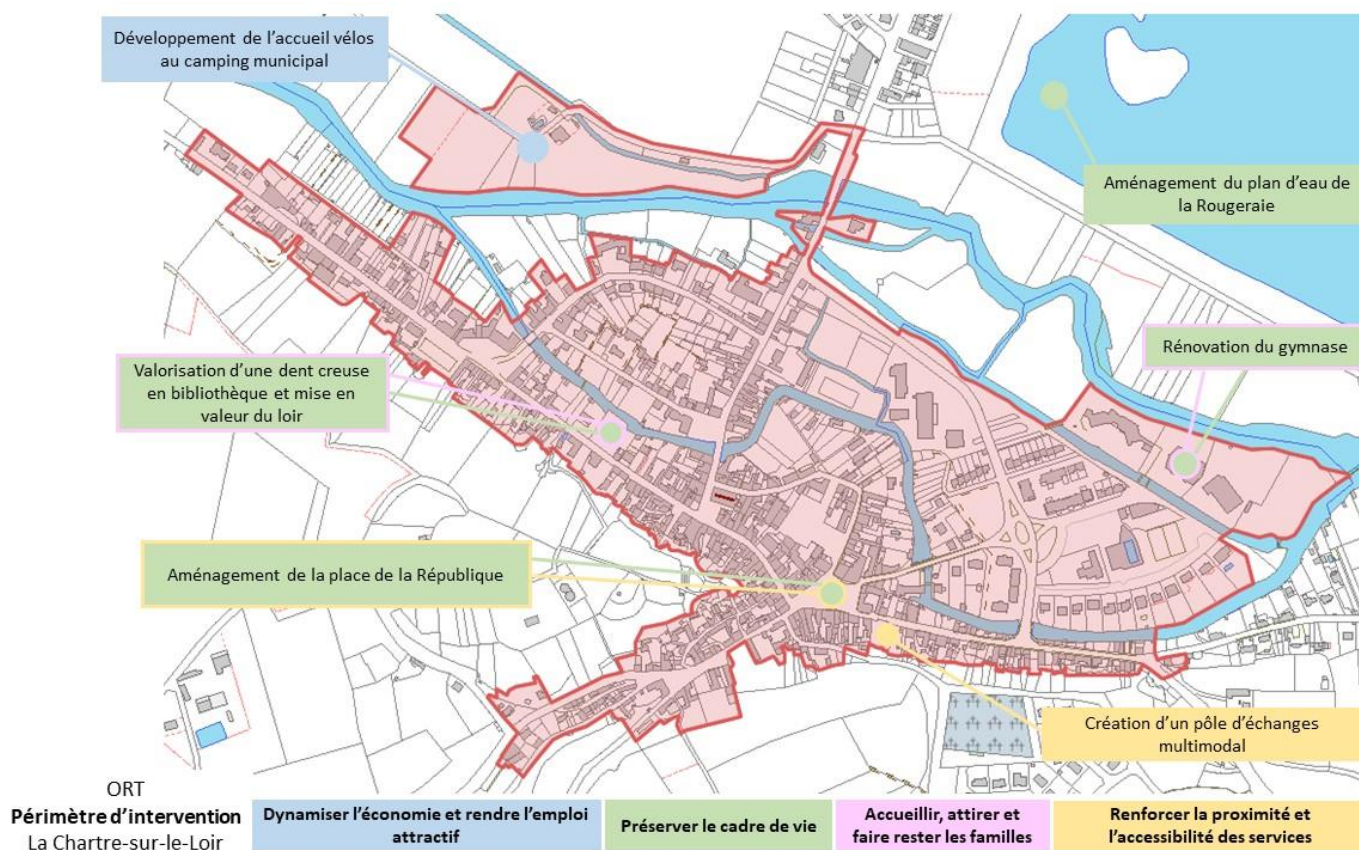 Développement de l'accueil vélos
au camping municipal
Aménagement du plan d'eau de
la Rougeraie
Rénovation du gymnase
Valorisation d'une dent creuse
en bibliothèque et mise en
valeur du loir
Aménagement de la place de la République
Création d'un pôle d'échanges
multimodal
ORT
Périmètre d'intervention
La Chartre-sur-le-Loir
Dynamiser l'économie et rendre l'emploi
attractif
Préserver le cadre de vie
Accueillir, attirer et
faire rester les familles
Renforcer la proximité et
l'accessibilité des services